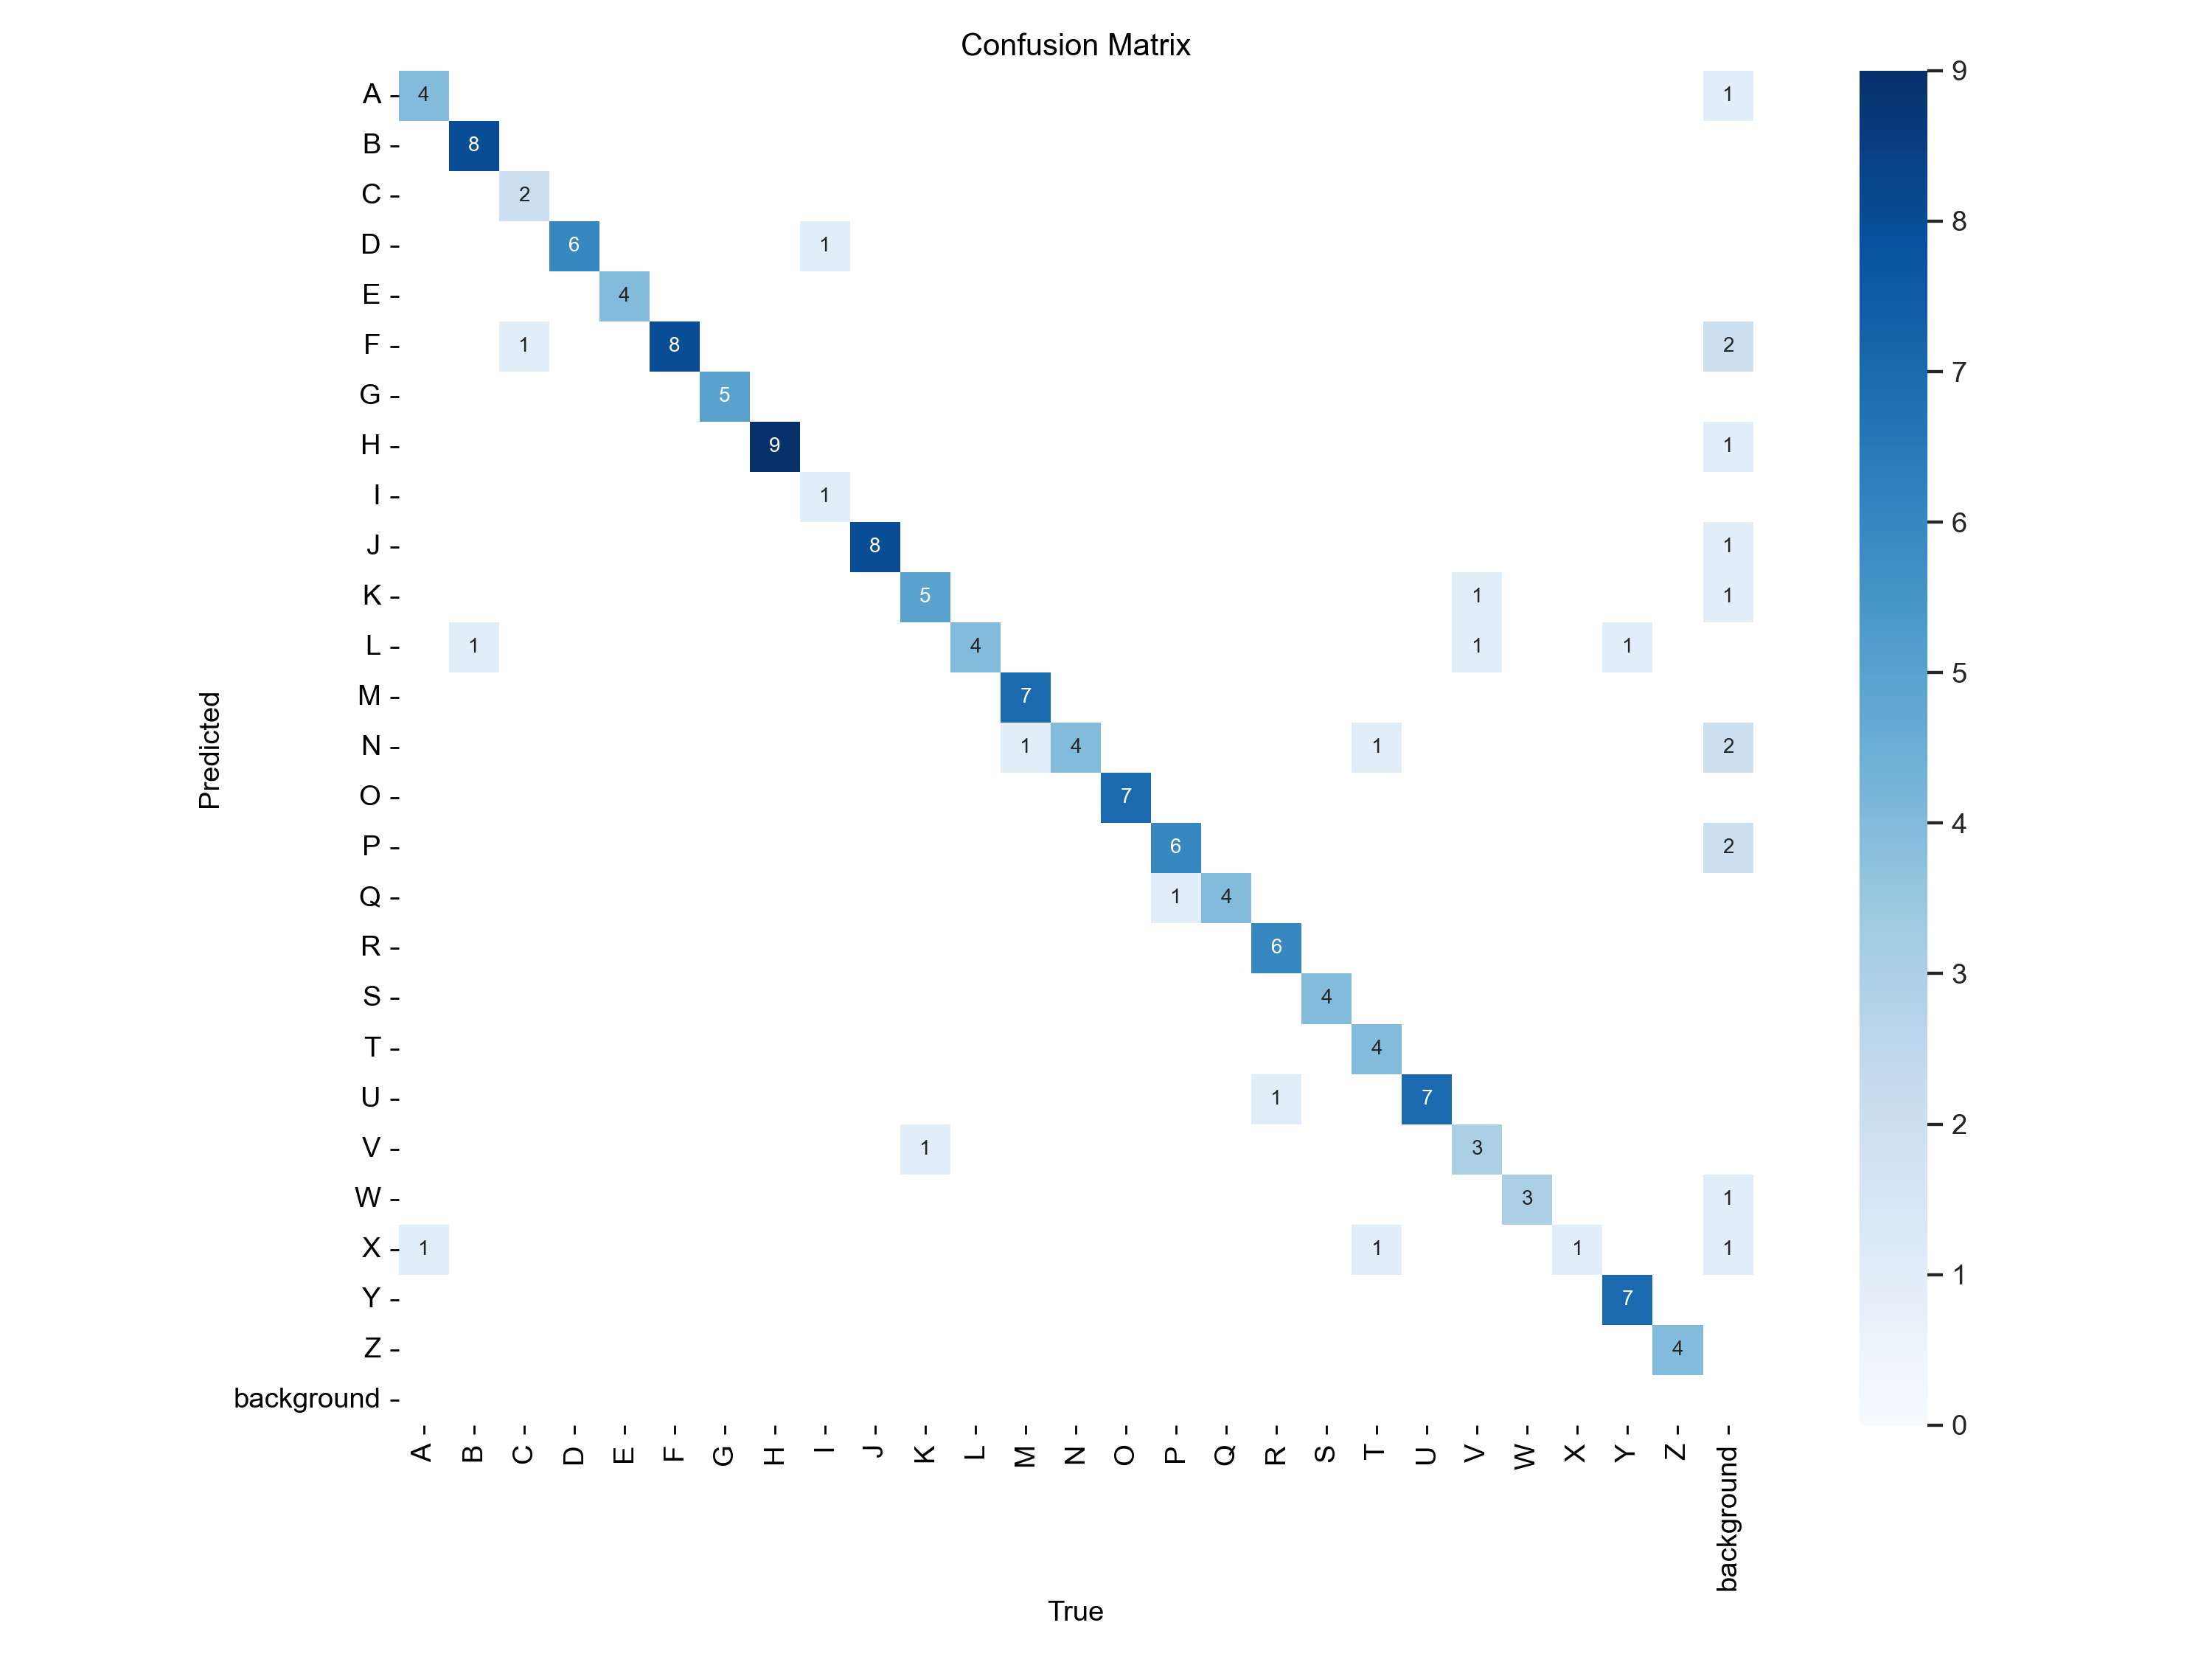 Confusion Matrix
A 4 1 9
B 8
C 2 8
D 6 1
E 4
F 1 8 2 7
G 5
H 9 1
I 1 6
J 8 1
K 5 1 1
L 1 4 1 1 5
M 7
N 1 4 1 2
O 7 4
P 6 2
Q 1 4
R 6 3
S 4
T 4
U 1 7 2
V 1 3
W 3 1
X 1 1 1 1 1
Y 7
Z 4
background 0
A B C D E F G H I J K L M N O P Q R S T U V W X Y Z background
Predicted
True